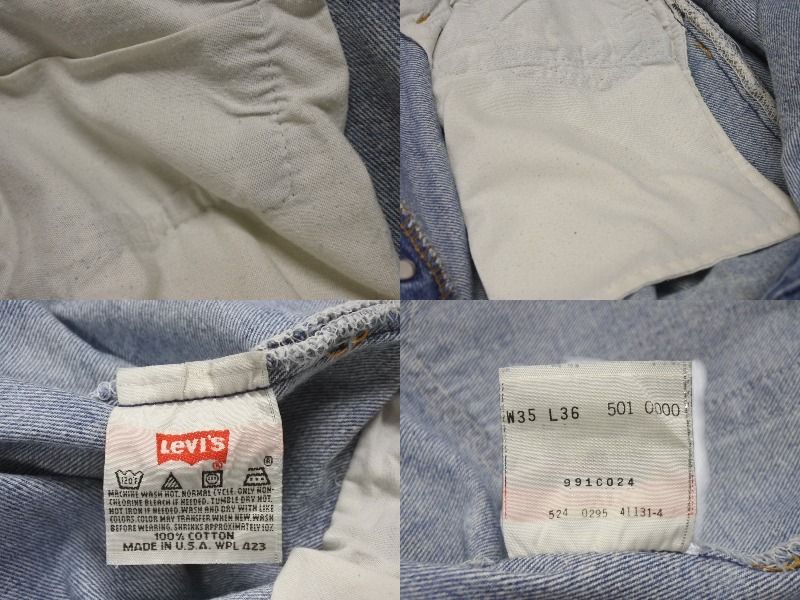 Levi's
120F
MACHINE WASH HOT, NORMAL CYCLE. ONLY NON-
CHLORINE BLEACH IF NEEDED. TUMBLE DRY HOT.
HOT IRON IF NEEDED. WASH AND DRY WITH LIKE
COLORS. COLOR MAY TRANSFER WHEN NEW. WASH
BEFORE WEARING. SHRINKS APPROXIMATELY 10%
100% COTTON
MADE IN U.S.A. WPL 423
W35 L36 501 0000
991C024
524 0295 41131-4